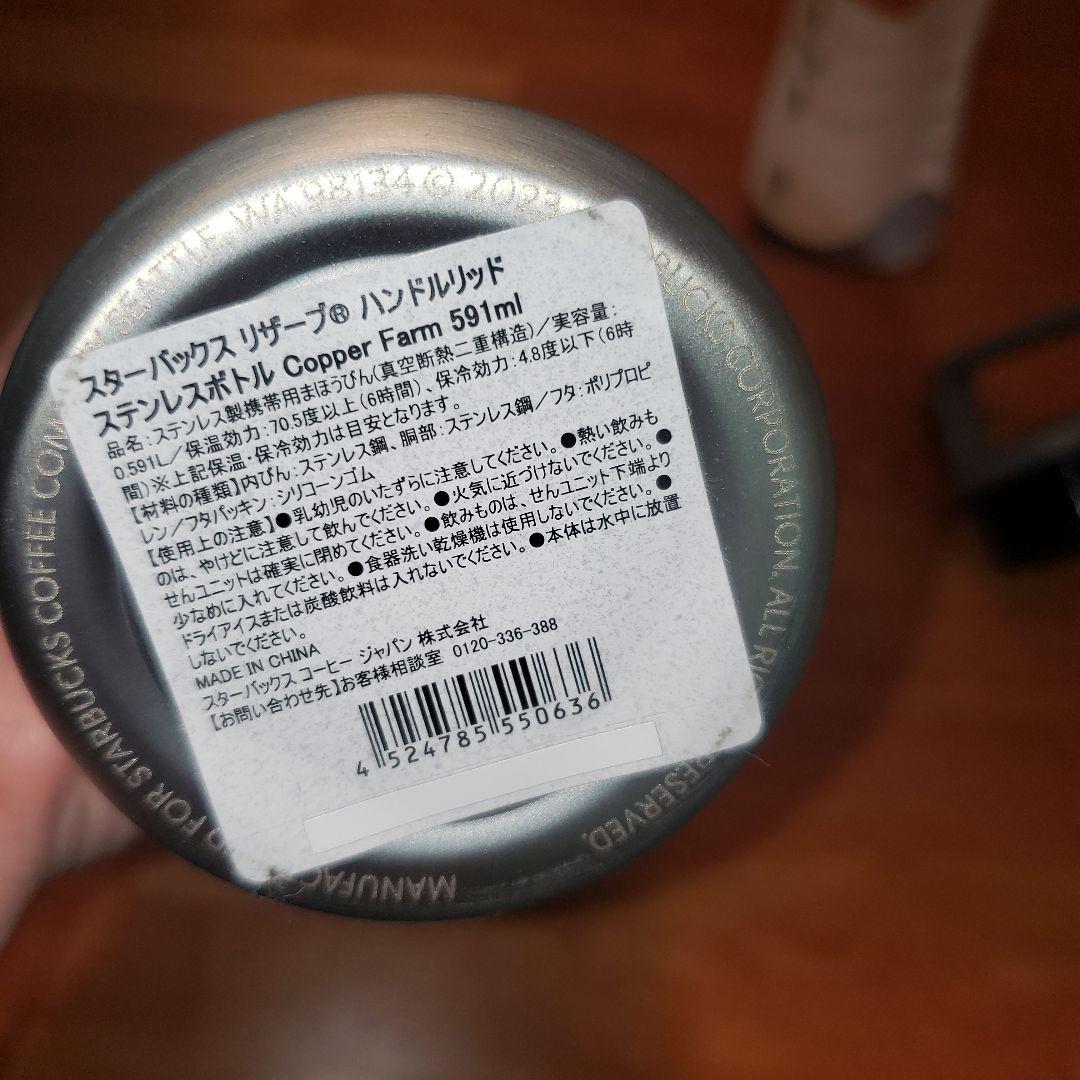 スターバックス リザーブ® ハンドルリッド
ステンレスボトル Copper Farm 591ml
品名:ステンレス製携帯用まほうびん(真空断熱二重構造)/実容量:
0.591L/保温効力:70.5度以上(6時間)、保冷効力:4.8度以下(6時
間)※上記保温・保冷効力は目安となります。
【材料の種類】内びん:ステンレス鋼、胴部:ステンレス鋼/フタ:ポリプロピ
レン/フタパッキン:シリコーンゴム
【使用上の注意】●乳幼児のいたずらに注意してください。●熱い飲みも
のは、やけどに注意して飲んでください。●火気に近づけないでください。●
せんユニットは確実に閉めてください。●飲みものは、せんユニット下端より
少なめに入れてください。●食器洗い乾燥機は使用しないでください。●
ドライアイスまたは炭酸飲料は入れないでください。●本体は水中に放置
しないでください。
MADE IN CHINA
スターバックス コーヒー ジャパン 株式会社
【お問い合わせ先】お客様相談室 0120-336-388
4 524785 550636
MANUFAC
FOR STARBUCKS COFFEE COM
SEATTLE, WA 98134 © 2023
BUCKS CORPORATION. ALL RI
RESERVED.